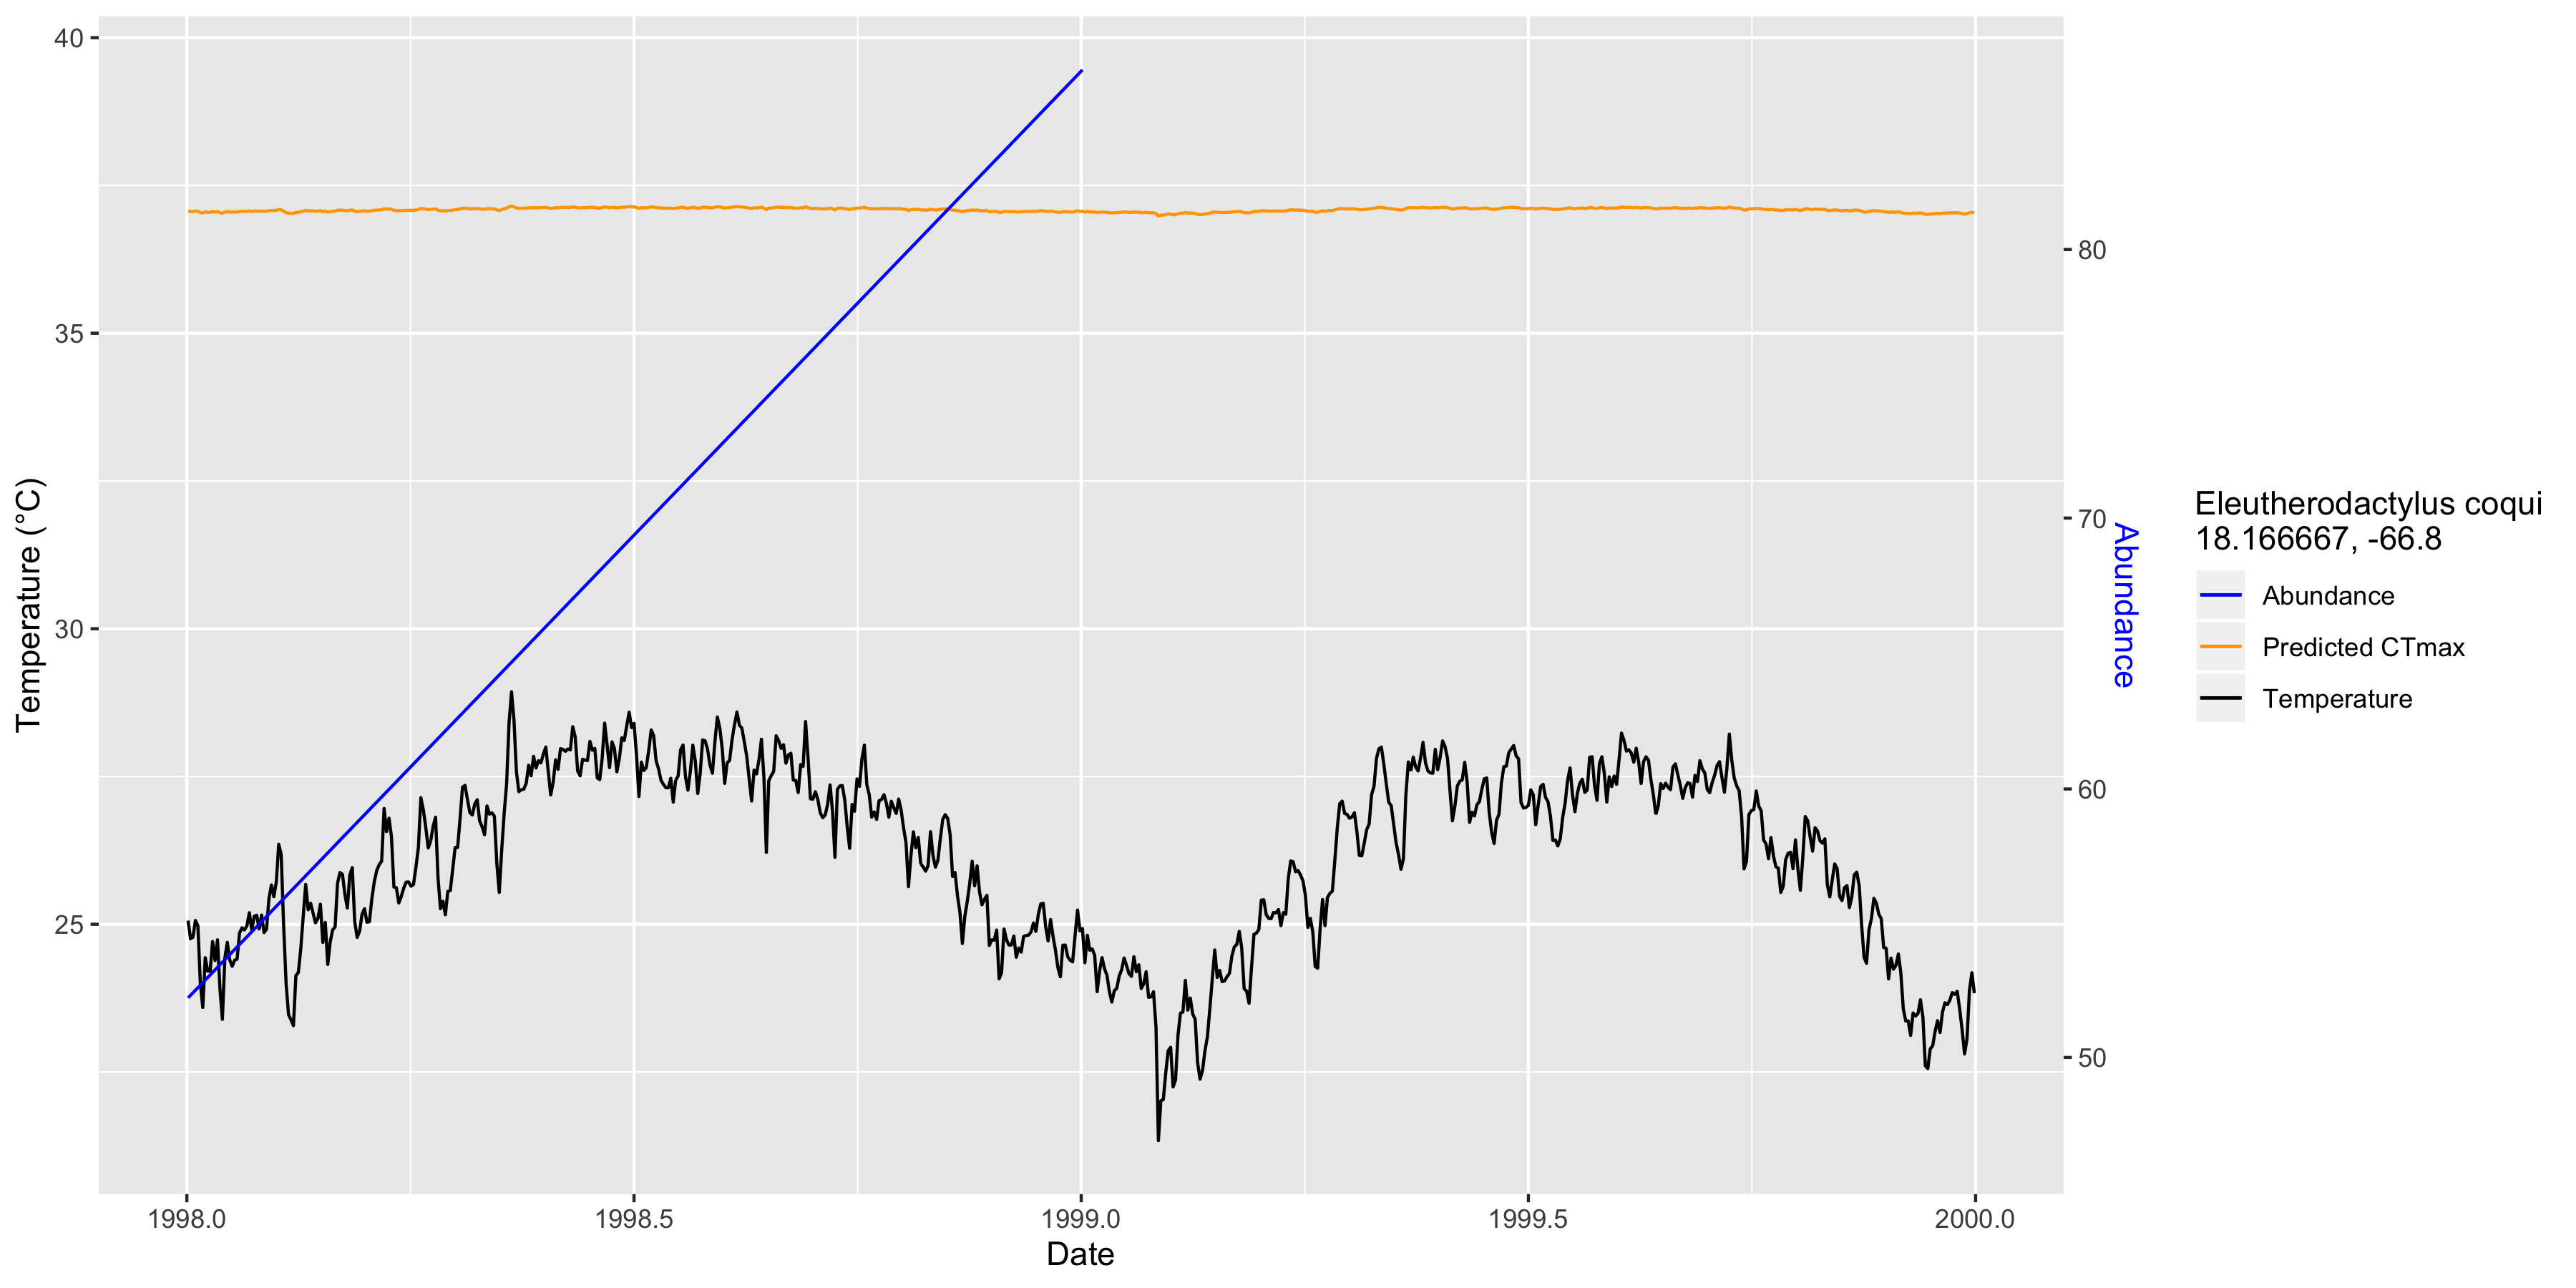 40
35
30
25
Temperature (°C)
1998.0
1998.5
1999.0
1999.5
2000.0
Date
80
70
60
50
Abundance
Eleutherodactylus coqui
18.166667, -66.8
Abundance
Predicted CTmax
Temperature